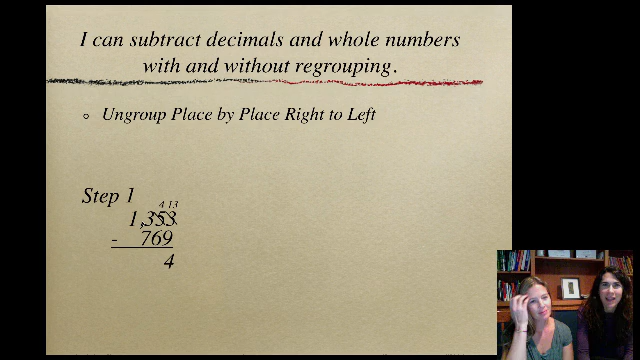 I can subtract decimals and whole numbers
with and without regrouping.
Ungroup Place by Place Right to Left
Step 1
4 13
1,353
- 769
4